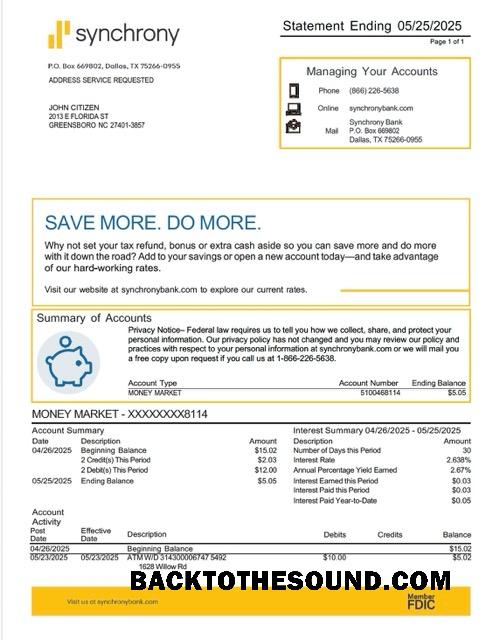 synchrony
Statement Ending 05/25/2025
Page 1 of 1
P.O. Box 669802, Dallas, TX 75266-0955
ADDRESS SERVICE REQUESTED
JOHN CITIZEN
2013 E FLORIDA ST
GREENSBORO NC 27401-3857
Managing Your Accounts
Phone (866) 226-5638
Online synchronybank.com
Mail Synchrony Bank
P.O. Box 669802
Dallas, TX 75266-0955
SAVE MORE. DO MORE.
Why not set your tax refund, bonus or extra cash aside so you can save more and do more
with it down the road? Add to your savings or open a new account today—and take advantage
of our hard-working rates.
Visit our website at synchronybank.com to explore our current rates.
Summary of Accounts
Privacy Notice– Federal law requires us to tell you how we collect, share, and protect your
personal information. Our privacy policy has not changed and you may review our policy and
practices with respect to your personal information at synchronybank.com or we will mail you
a free copy upon request if you call us at 1-866-226-5638.
Account Type Account Number Ending Balance
MONEY MARKET 5100468114 $5.05
MONEY MARKET - XXXXXXXX8114
Account Summary
Date Description Amount
04/26/2025 Beginning Balance $15.02
2 Credit(s) This Period $2.03
2 Debit(s) This Period $12.00
05/25/2025 Ending Balance $5.05
Interest Summary 04/26/2025 - 05/25/2025
Description Amount
Number of Days this Period 30
Interest Rate 2.638%
Annual Percentage Yield Earned 2.67%
Interest Earned this Period $0.03
Interest Paid this Period $0.03
Interest Paid Year-to-Date $0.05
Account
Activity
Post Date Effective Date Description Debits Credits Balance
04/26/2025 Beginning Balance $15.02
05/23/2025 05/23/2025 ATM W/D 314300006747 5492 $10.00 $5.02
1628 Willow Rd
BACKTOTHESOUND.COM
Visit us at synchronybank.com
Member
FDIC